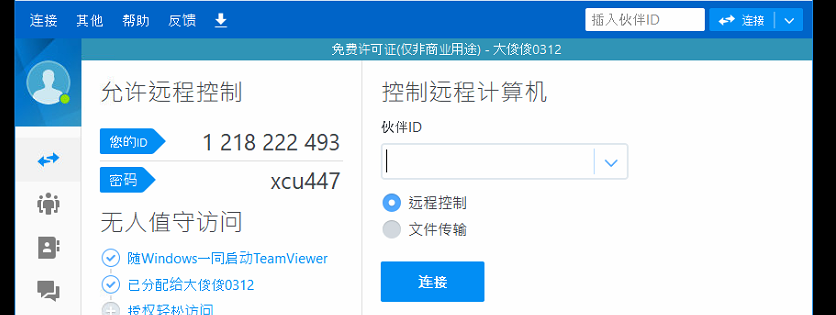 连接 其他 帮助 反馈 插入伙伴ID 连接
免费许可证(仅非商业用途) - 大俊俊0312
允许远程控制
您的ID 1 218 222 493
密码 xcu447
无人值守访问
随Windows一同启动TeamViewer
已分配给大俊俊0312
授权轻松访问
控制远程计算机
伙伴ID
远程控制
文件传输
连接